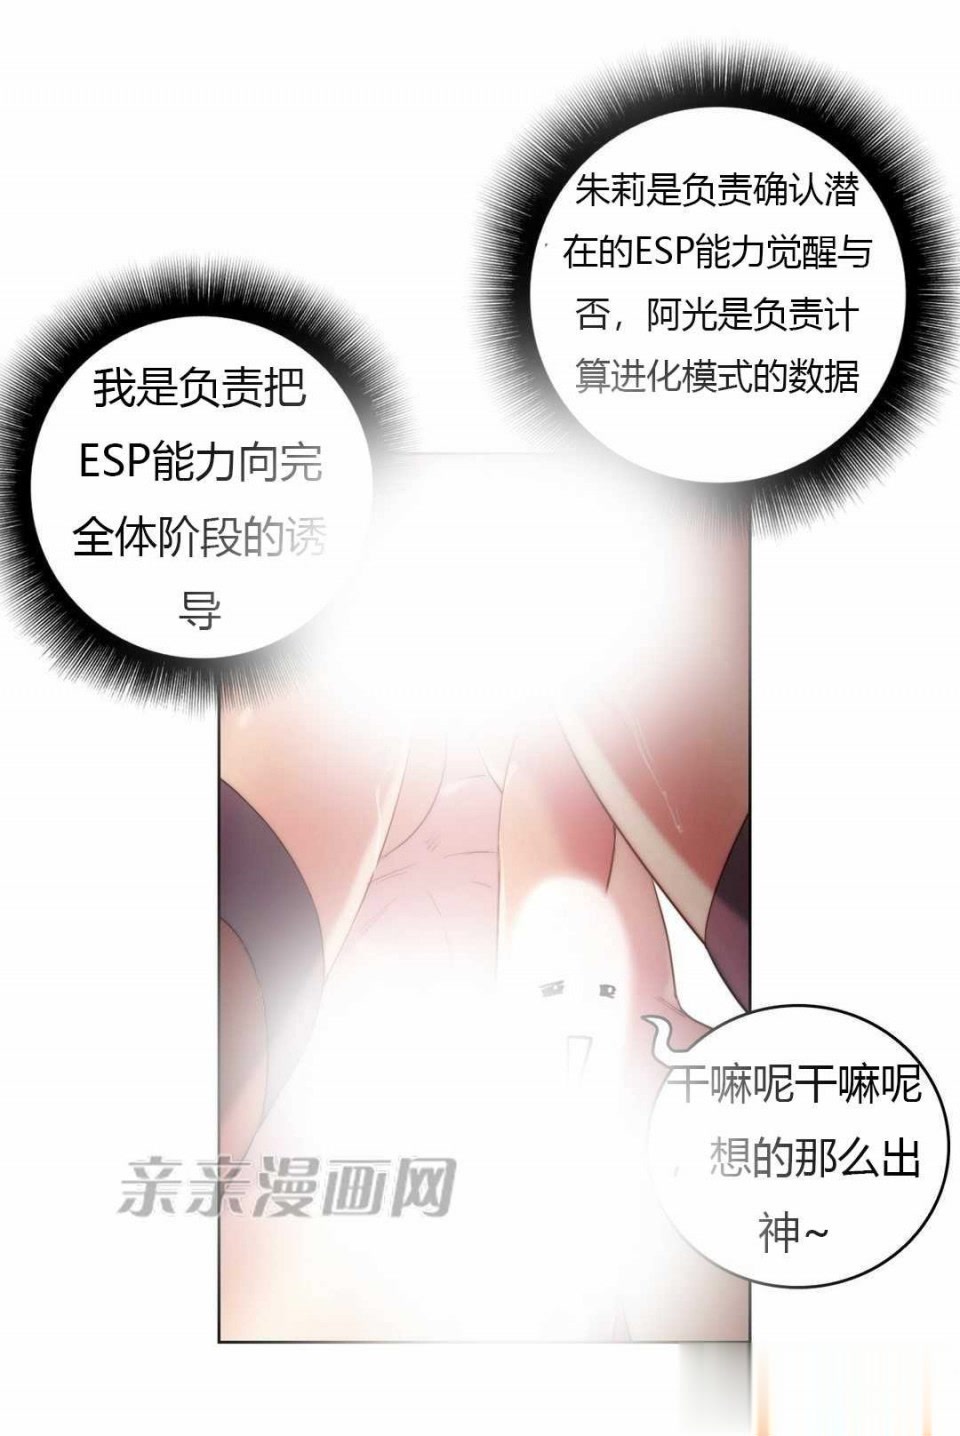 朱莉是负责确认潜
在的ESP能力觉醒与
否，阿光是负责计
算进化模式的数据
我是负责把
ESP能力向完
全体阶段的诱
导
干嘛呢干嘛呢
，想的那么出
神~
亲亲漫画网